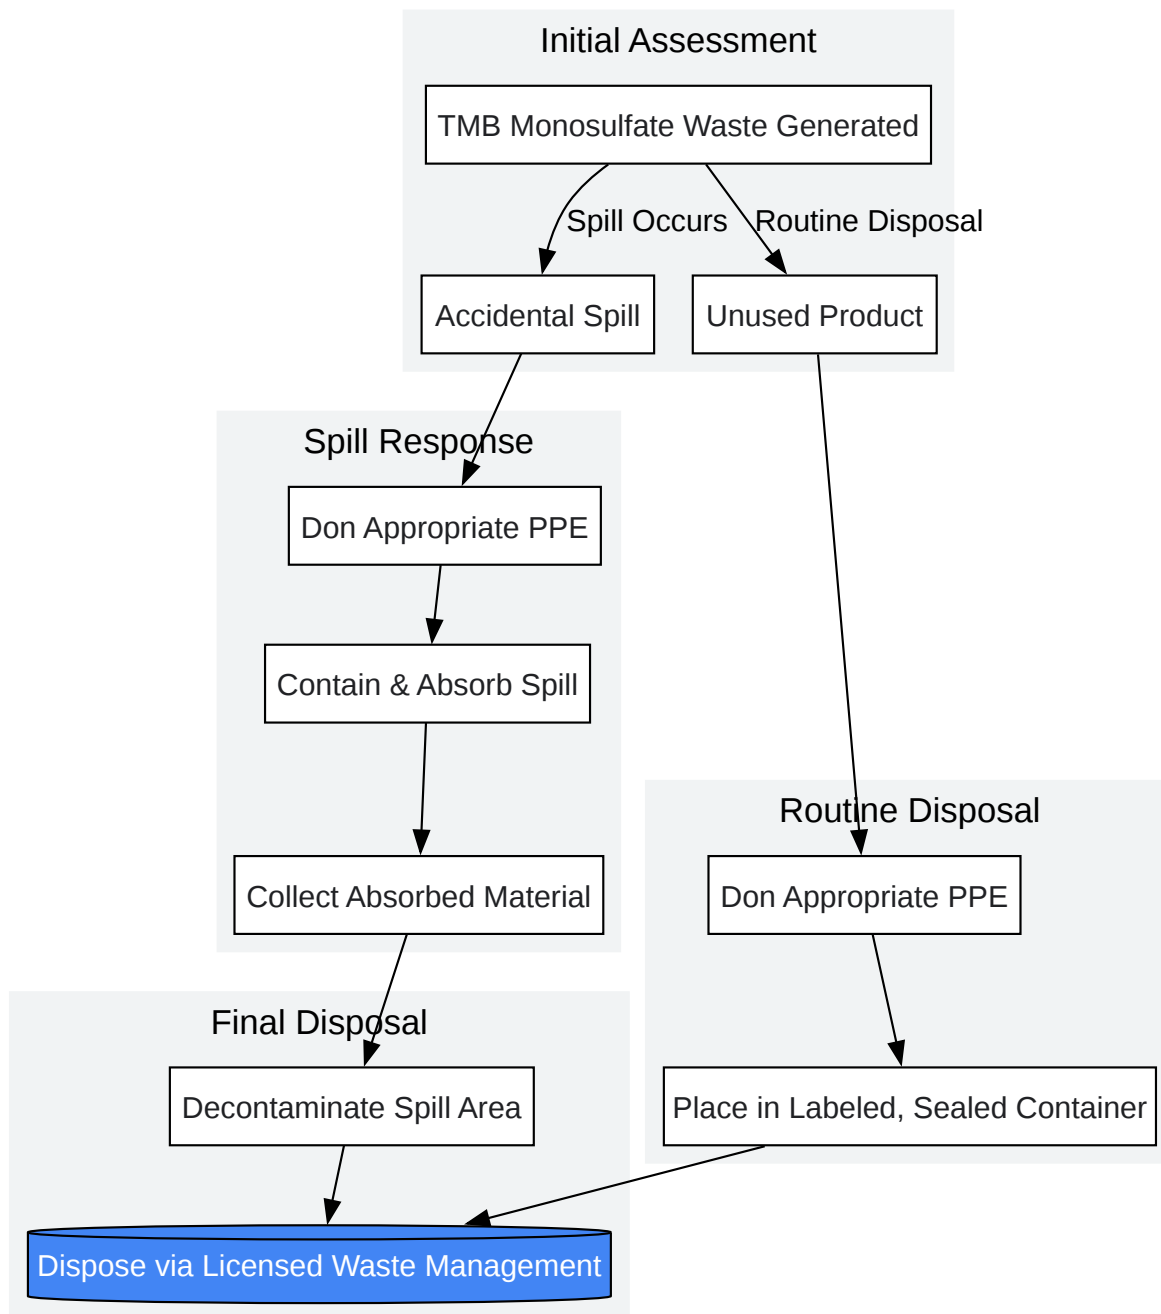 Initial Assessment
TMB Monosulfate Waste Generated
Spill Occurs
Routine Disposal
Accidental Spill
Unused Product
Spill Response
Don Appropriate PPE
Contain & Absorb Spill
Collect Absorbed Material
Routine Disposal
Don Appropriate PPE
Place in Labeled, Sealed Container
Final Disposal
Decontaminate Spill Area
Dispose via Licensed Waste Management